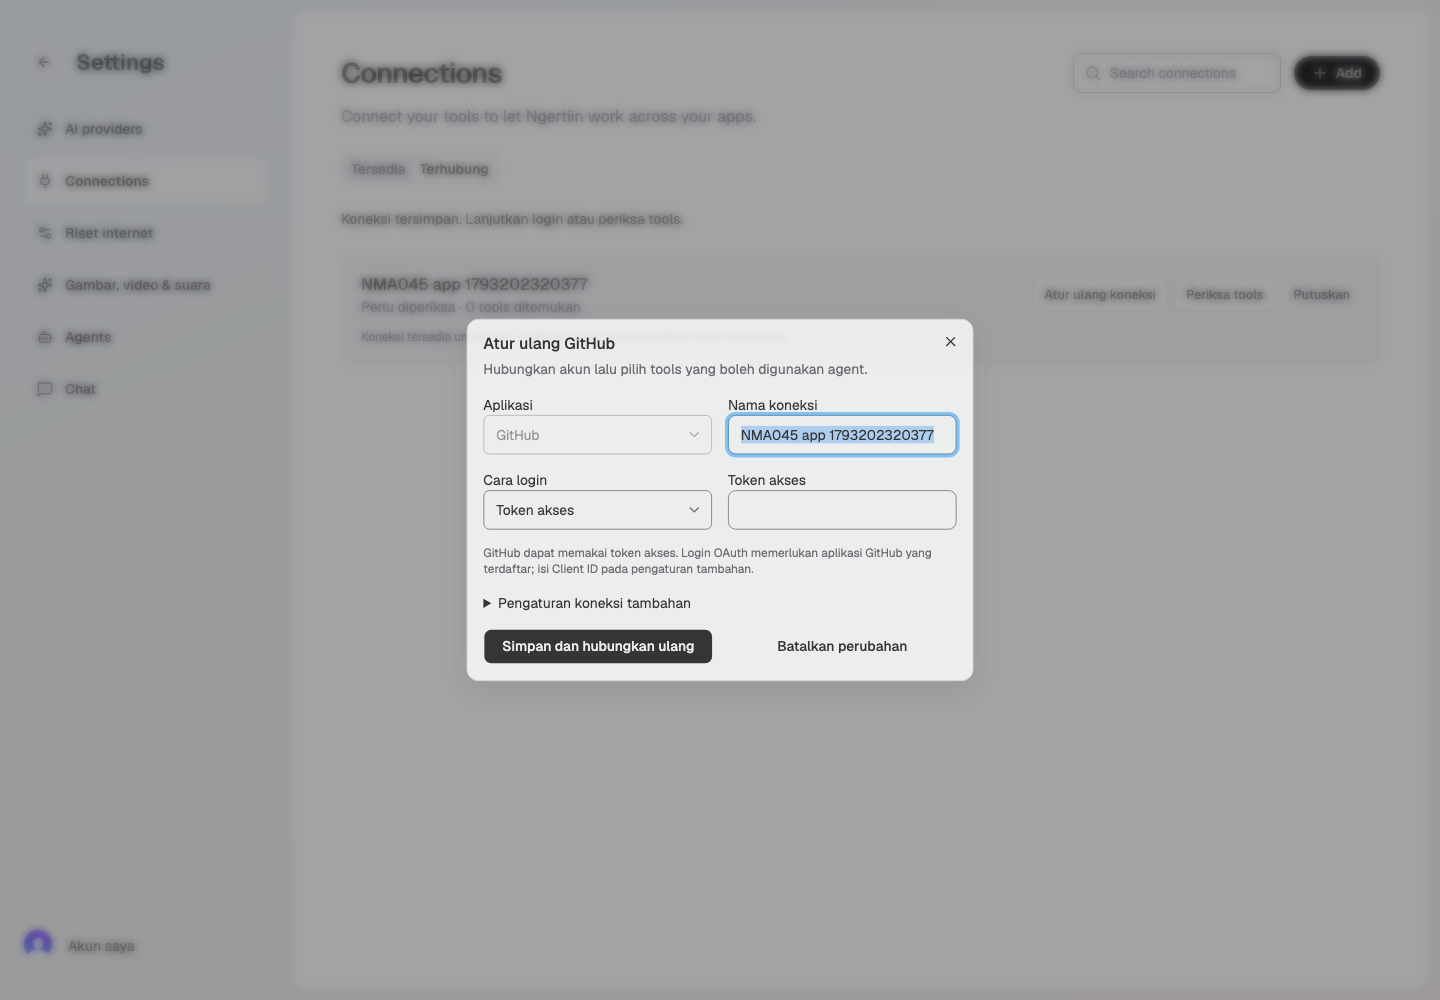 Settings
AI providers
Connections
Riset internet
Gambar, video & suara
Agents
Chat
Akun saya
Connections
Search connections
Add
Connect your tools to let Ngertiin work across your apps.
Tersedia Terhubung
Koneksi tersimpan. Lanjutkan login atau periksa tools.
NMA045 app 1793202320377
Perlu diperiksa · 0 tools ditemukan
Koneksi tersedia
Atur ulang koneksi
Periksa tools
Putuskan
Atur ulang GitHub
Hubungkan akun lalu pilih tools yang boleh digunakan agent.
Aplikasi
GitHub
Nama koneksi
NMA045 app 1793202320377
Cara login
Token akses
Token akses
GitHub dapat memakai token akses. Login OAuth memerlukan aplikasi GitHub yang
terdaftar; isi Client ID pada pengaturan tambahan.
Pengaturan koneksi tambahan
Simpan dan hubungkan ulang
Batalkan perubahan